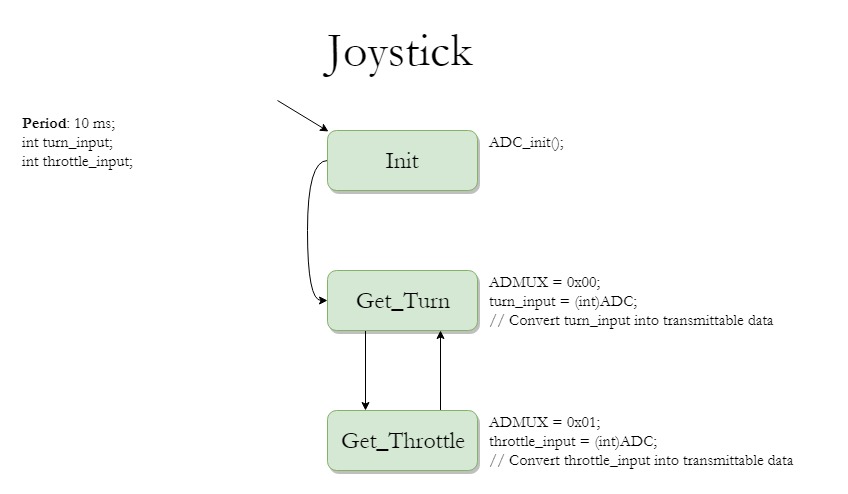 Joystick
Period: 10 ms;
int turn_input;
int throttle_input;
Init
ADC_init();
Get_Turn
ADMUX = 0x00;
turn_input = (int)ADC;
// Convert turn_input into transmittable data
Get_Throttle
ADMUX = 0x01;
throttle_input = (int)ADC;
// Convert throttle_input into transmittable data